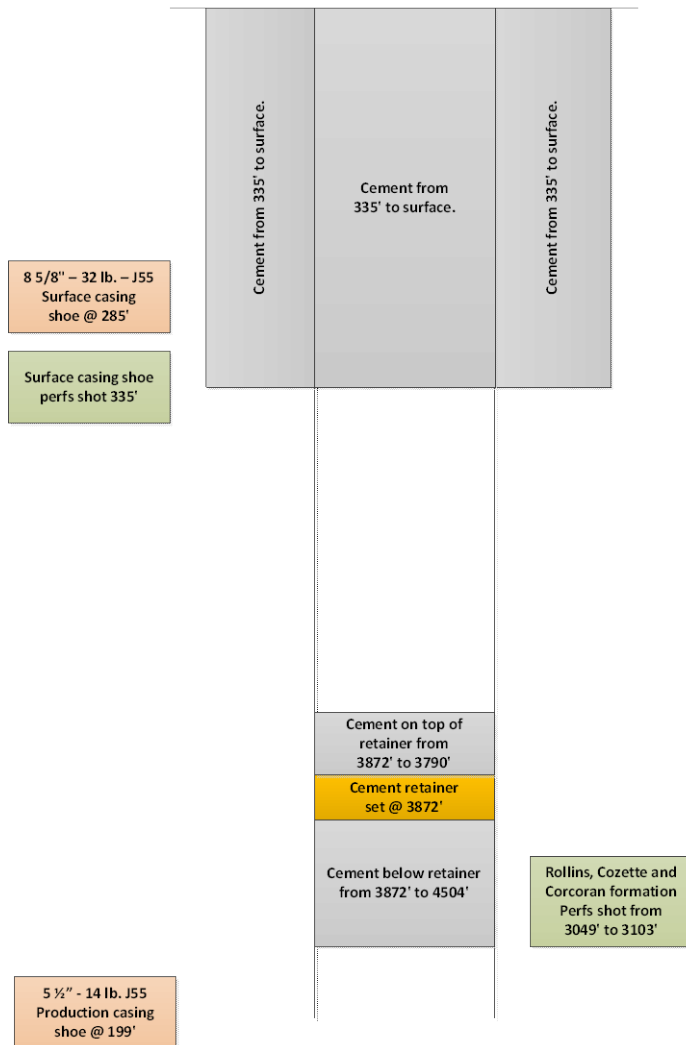 Cement from 335' to surface.
Cement from
335' to surface.
Cement from 335' to surface.
8 5/8" – 32 lb. – J55
Surface casing
shoe @ 285'
Surface casing shoe
perfs shot 335'
Cement on top of
retainer from
3872' to 3790'
Cement retainer
set @ 3872'
Cement below retainer
from 3872' to 4504'
Rollins, Cozette and
Corcoran formation
Perfs shot from
3049' to 3103'
5 ½” - 14 lb. J55
Production casing
shoe @ 199'